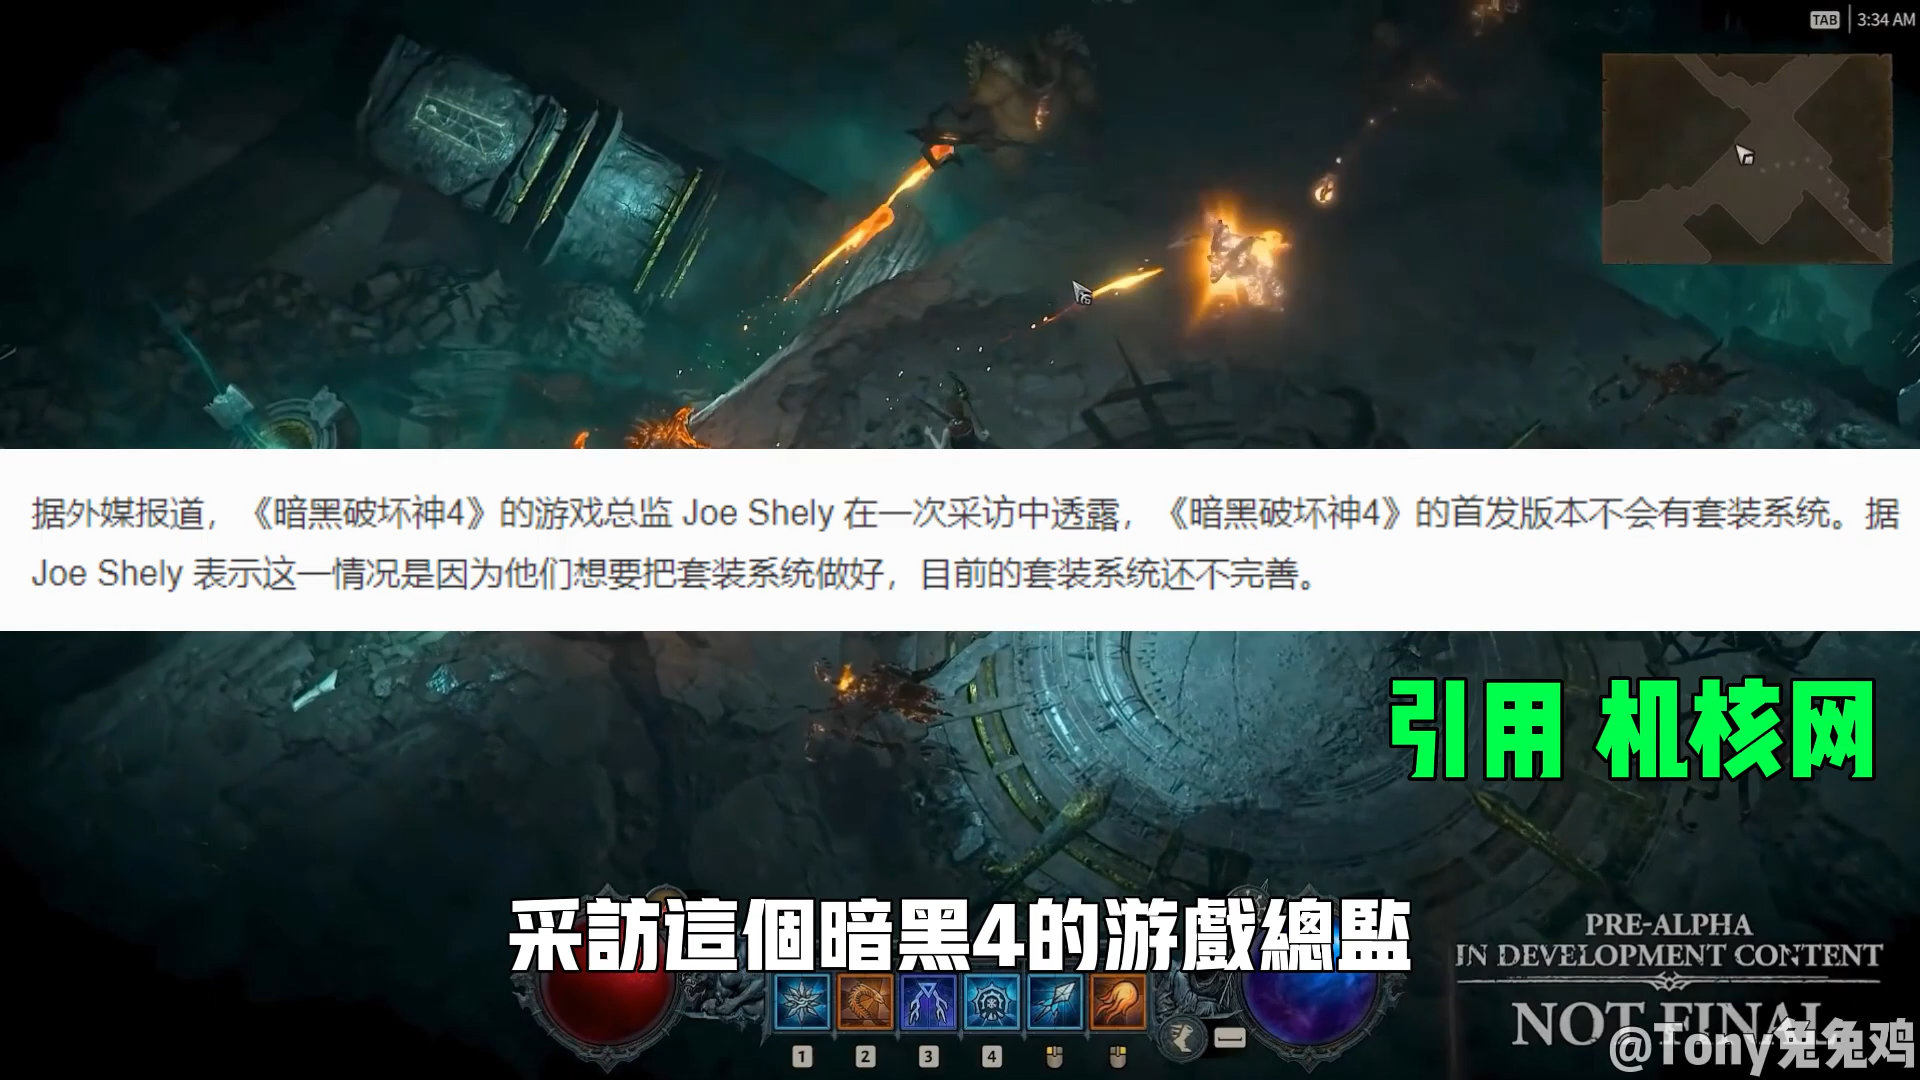 TAB 3:34 AM
据外媒报道，《暗黑破坏神4》的游戏总监 Joe Shely 在一次采访中透露，《暗黑破坏神4》的首发版本不会有套装系统。据
Joe Shely 表示这一情况是因为他们想要把套装系统做好，目前的套装系统还不完善。
引用 机核网
采訪這個暗黑4的游戲總監
PRE-ALPHA
IN DEVELOPMENT CONTENT
NOT FINAL
@Tony兔兔鸡
1 2 3 4